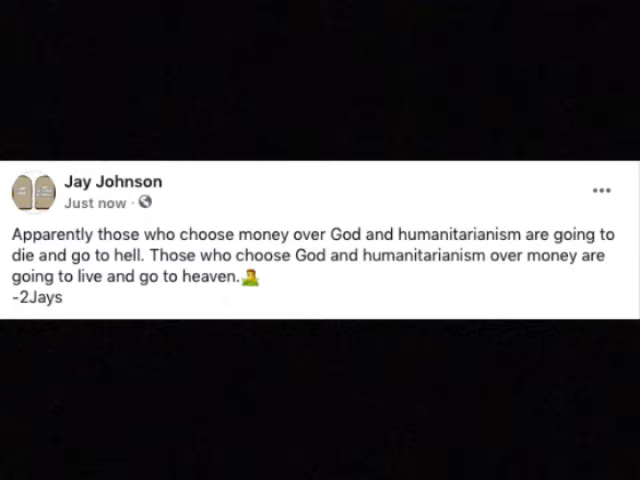 Jay Johnson
Just now ·
Apparently those who choose money over God and humanitarianism are going to
die and go to hell. Those who choose God and humanitarianism over money are
going to live and go to heaven.
-2Jays